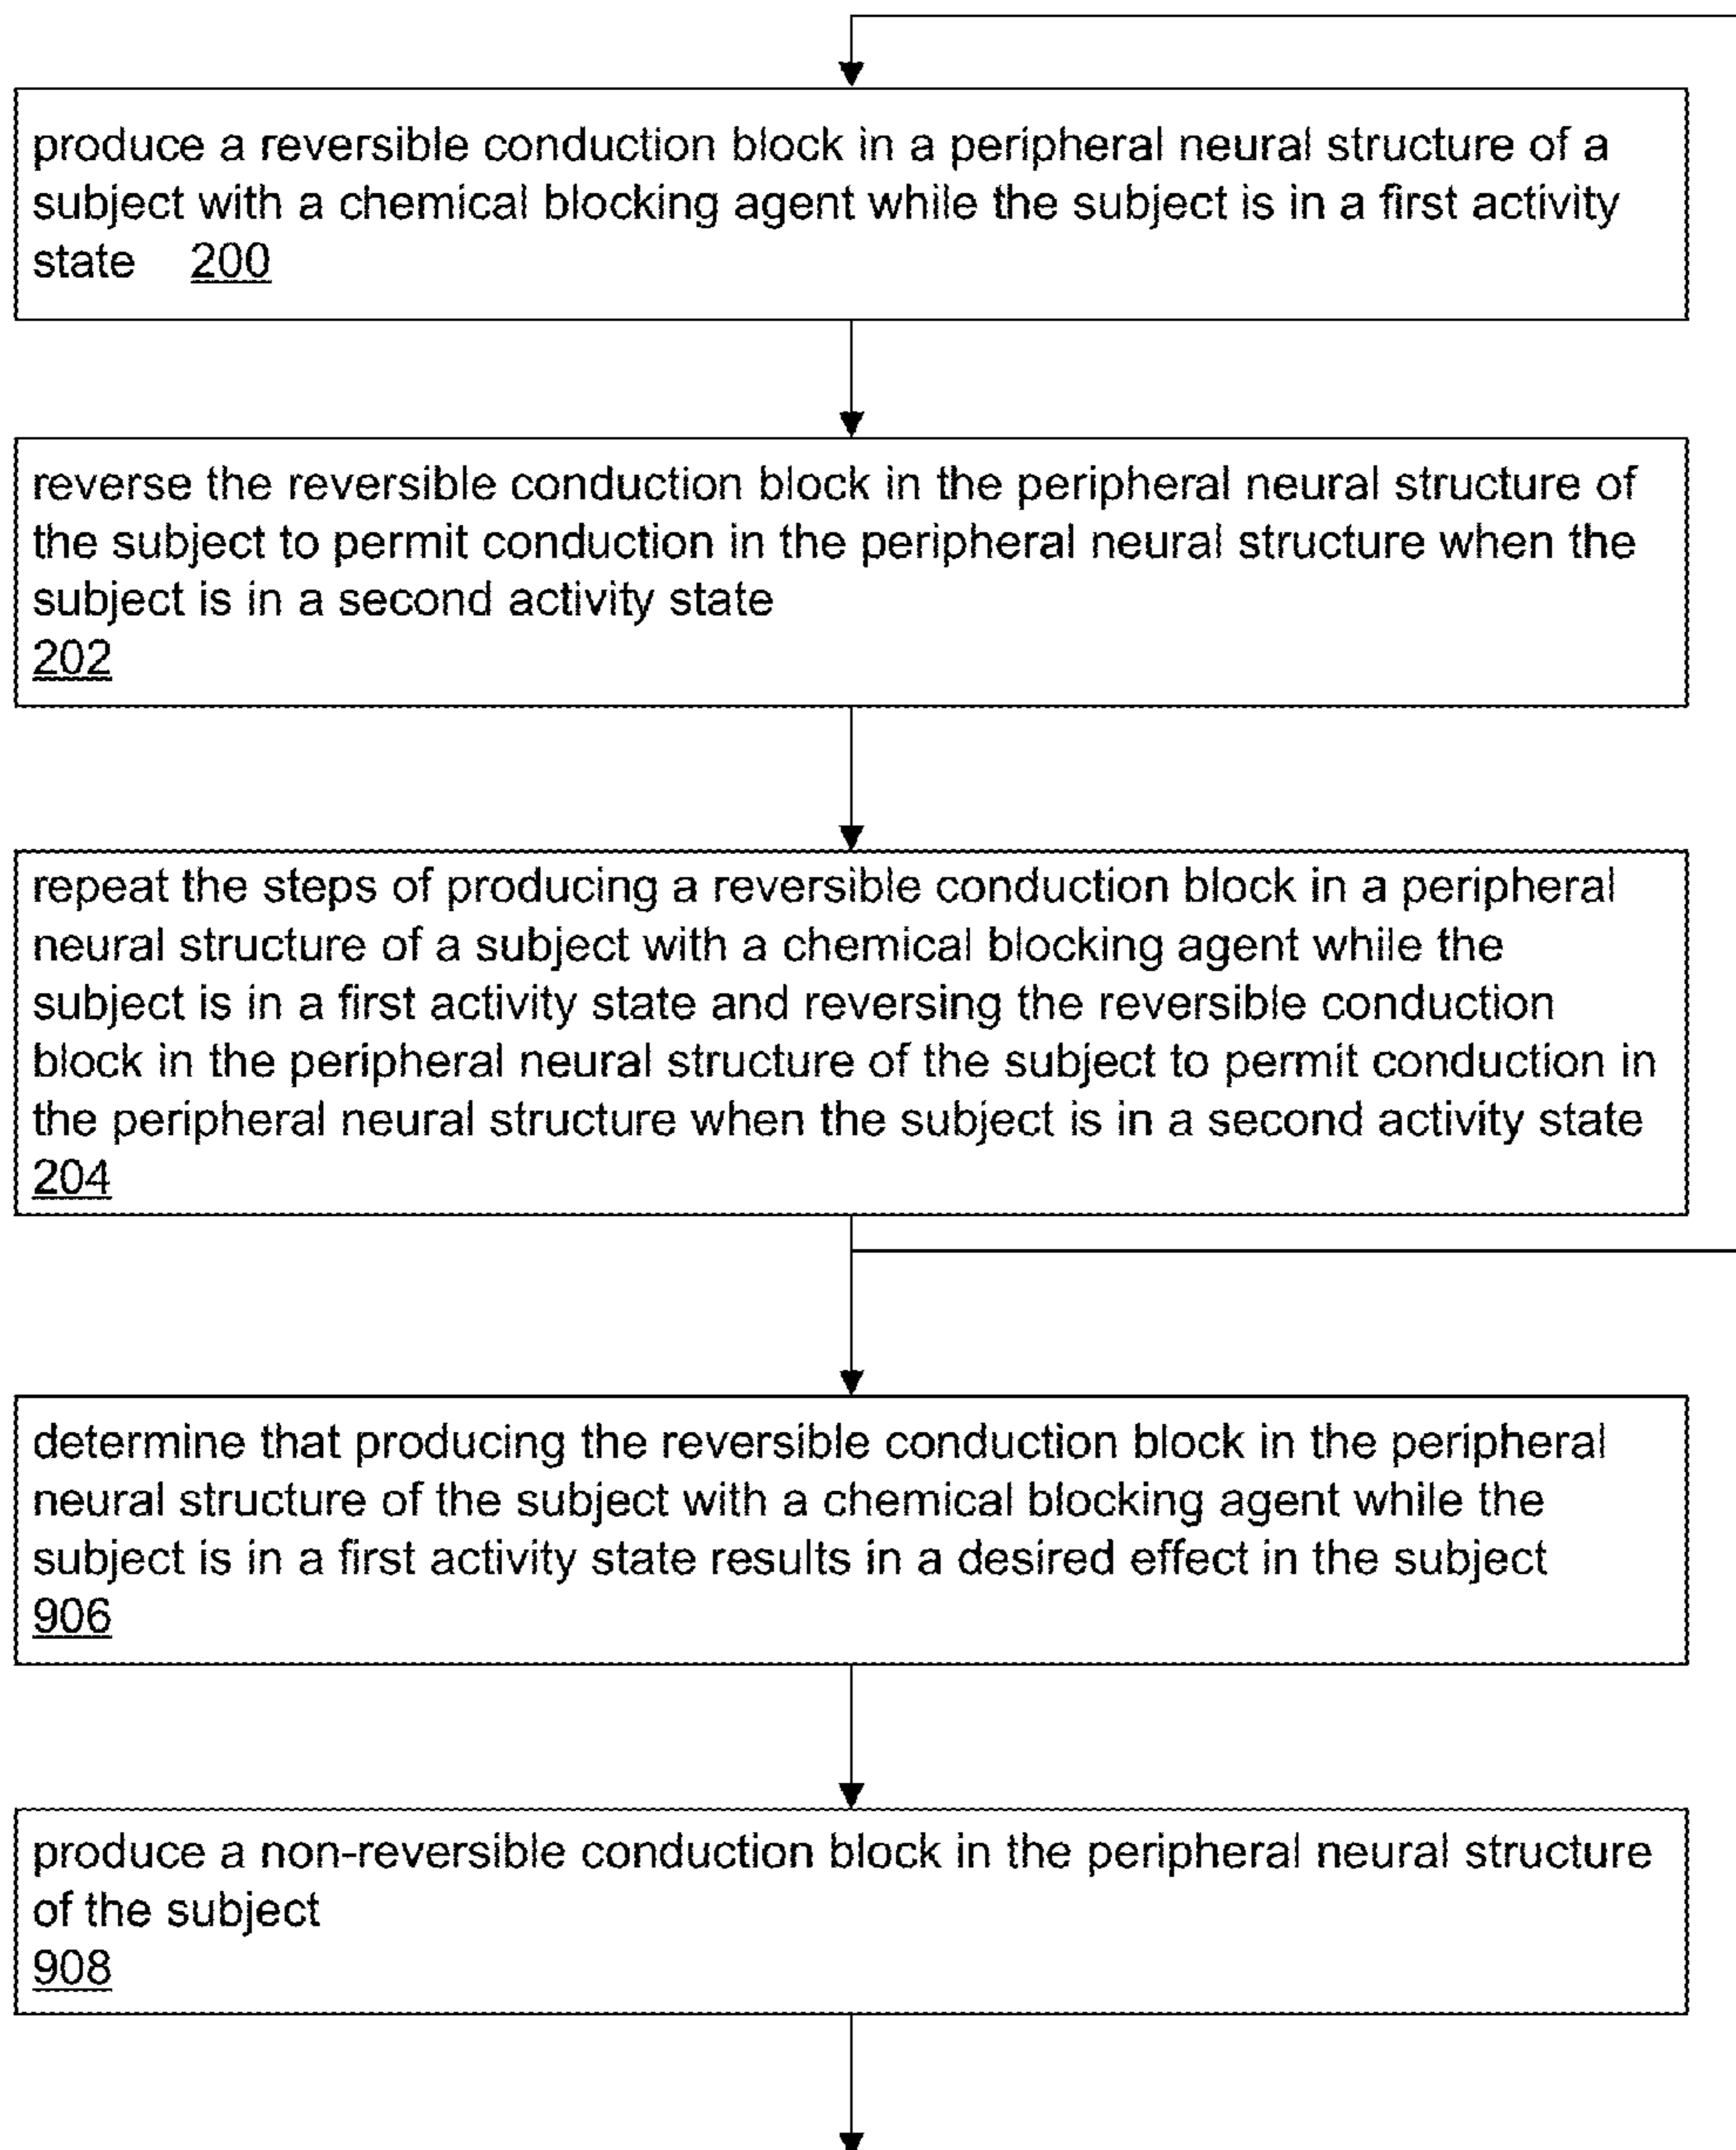 produce a reversible conduction block in a peripheral neural structure of a
subject with a chemical blocking agent while the subject is in a first activity
state 200
reverse the reversible conduction block in the peripheral neural structure of
the subject to permit conduction in the peripheral neural structure when the
subject is in a second activity state
202
repeat the steps of producing a reversible conduction block in a peripheral
neural structure of a subject with a chemical blocking agent while the
subject is in a first activity state and reversing the reversible conduction
block in the peripheral neural structure of the subject to permit conduction in
the peripheral neural structure when the subject is in a second activity state
204
determine that producing the reversible conduction block in the peripheral
neural structure of the subject with a chemical blocking agent while the
subject is in a first activity state results in a desired effect in the subject
906
produce a non-reversible conduction block in the peripheral neural structure
of the subject
908